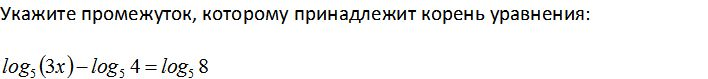 Укажите промежуток, которому принадлежит корень уравнения:
log₅(3x) − log₅ 4 = log₅ 8